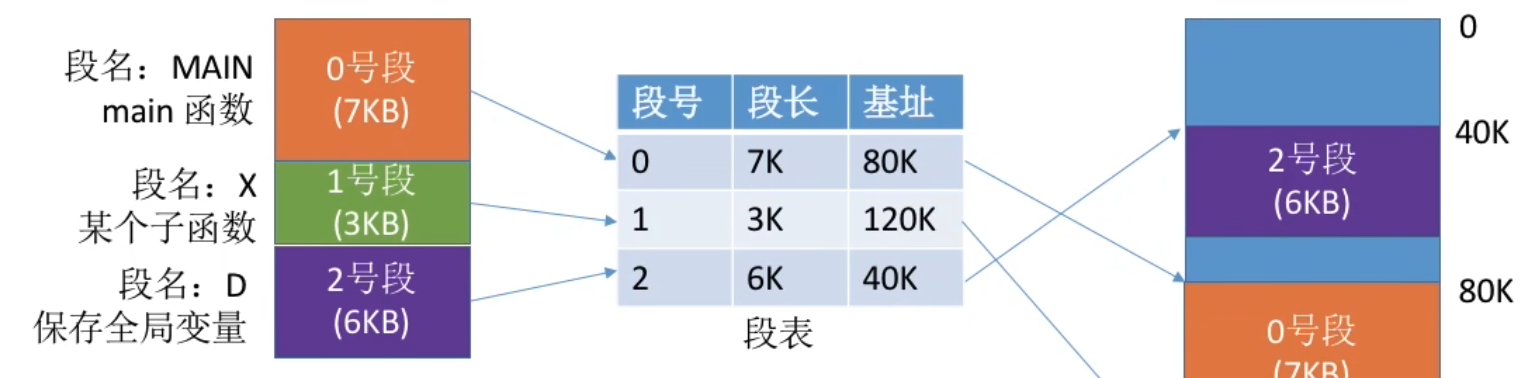 段名：MAIN
main 函数
0号段
(7KB)
段名：X
某个子函数
1号段
(3KB)
段名：D
保存全局变量
2号段
(6KB)
段号 段长 基址
0 7K 80K
1 3K 120K
2 6K 40K
段表
0
40K
2号段
(6KB)
80K
0号段
(7KB)